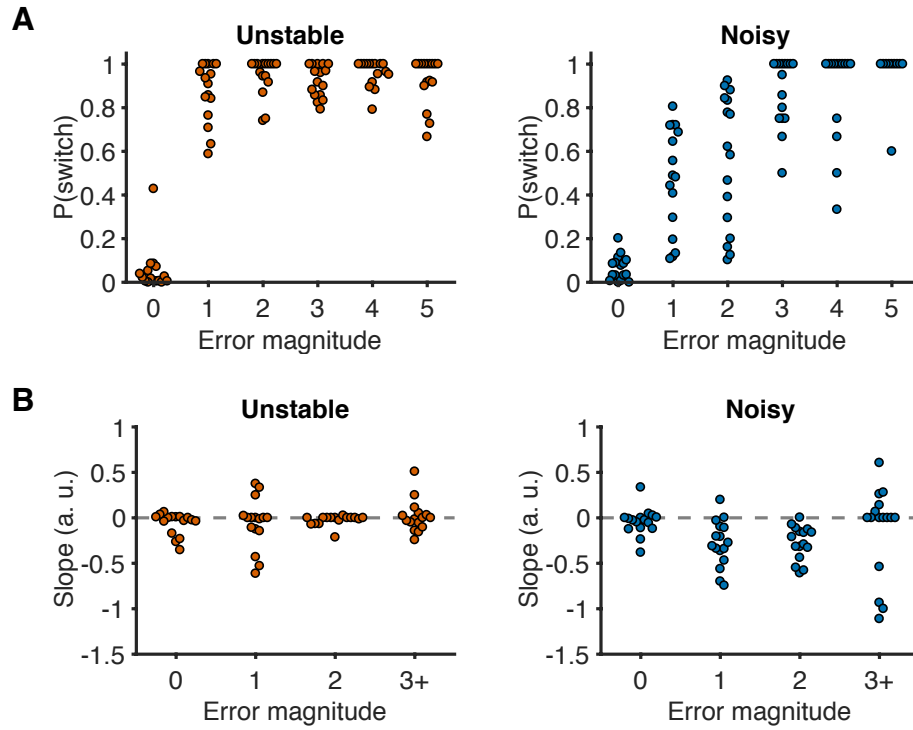 A
Unstable
P(switch)
1
0.8
0.6
0.4
0.2
0
0 1 2 3 4 5
Error magnitude
Noisy
P(switch)
1
0.8
0.6
0.4
0.2
0
0 1 2 3 4 5
Error magnitude
B
Unstable
Slope (a. u.)
1
0.5
0
-0.5
-1
-1.5
0 1 2 3+
Error magnitude
Noisy
Slope (a. u.)
1
0.5
0
-0.5
-1
-1.5
0 1 2 3+
Error magnitude